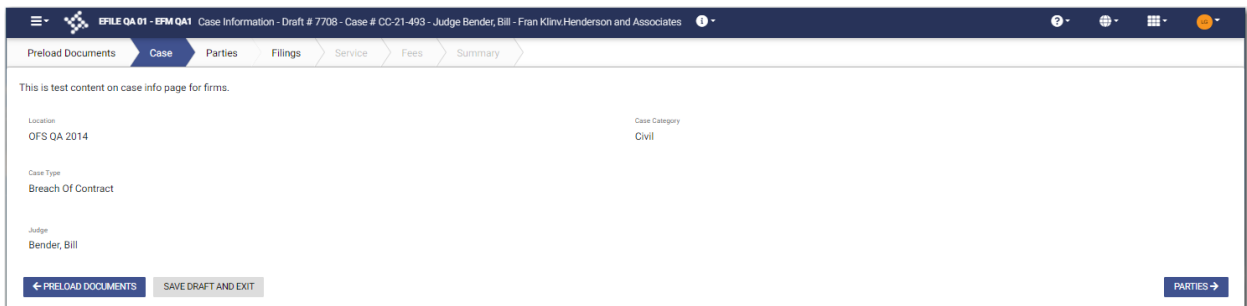 EFILE QA 01 - EFM QA1 Case Information - Draft # 7708 - Case # CC-21-493 - Judge Bender, Bill - Fran Klinv.Henderson and Associates
Preload Documents Case Parties Filings Service Fees Summary
This is test content on case info page for firms.
Location Case Category
OFS QA 2014 Civil
Case Type
Breach Of Contract
Judge
Bender, Bill
← PRELOAD DOCUMENTS SAVE DRAFT AND EXIT PARTIES →